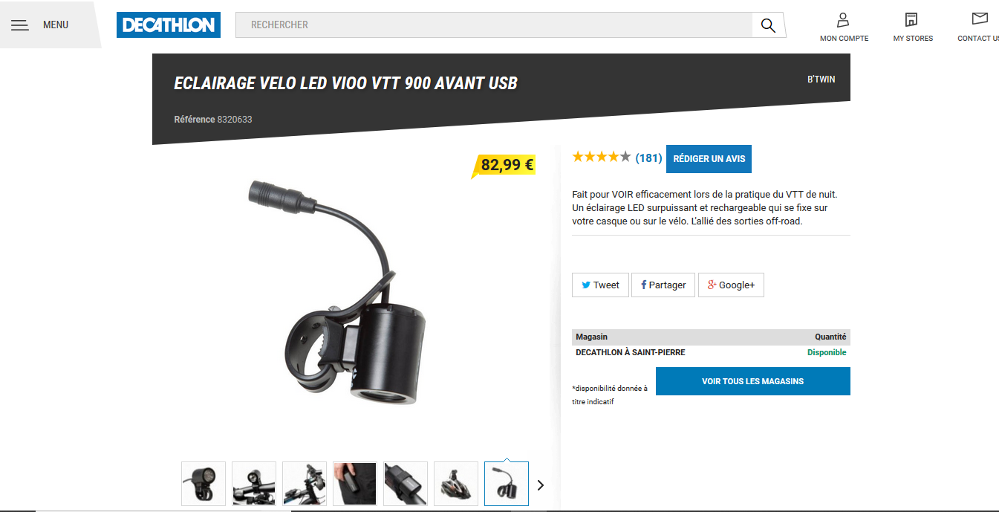 MENU
DECATHLON
RECHERCHER
MON COMPTE
MY STORES
CONTACT US
ECLAIRAGE VELO LED VIOO VTT 900 AVANT USB
B'TWIN
Référence 8320633
82,99 €
(181)
RÉDIGER UN AVIS
Fait pour VOIR efficacement lors de la pratique du VTT de nuit.
Un éclairage LED surpuissant et rechargeable qui se fixe sur
votre casque ou sur le vélo. L'allié des sorties off-road.
Tweet
Partager
Google+
Magasin Quantité
DECATHLON À SAINT-PIERRE Disponible
*disponibilité donnée à
titre indicatif
VOIR TOUS LES MAGASINS